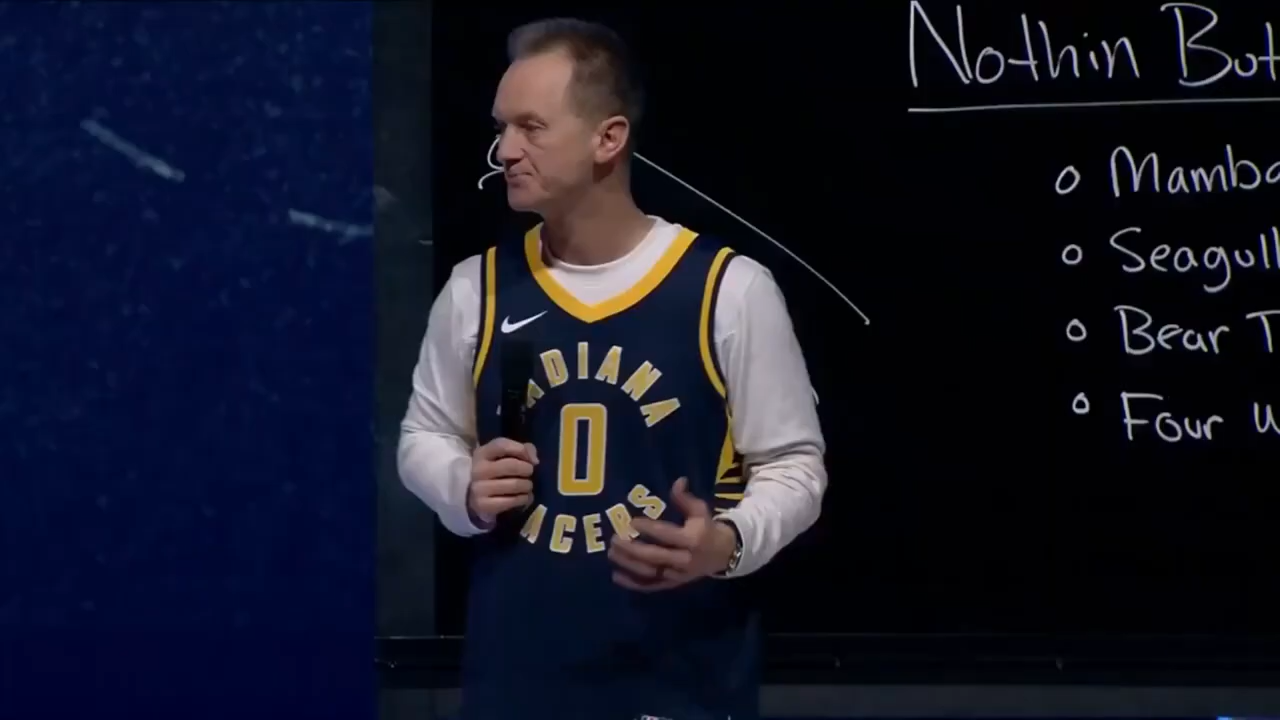 Nothin But
Mamba
Seagull
Bear T
Four W
INDIANA
0
PACERS